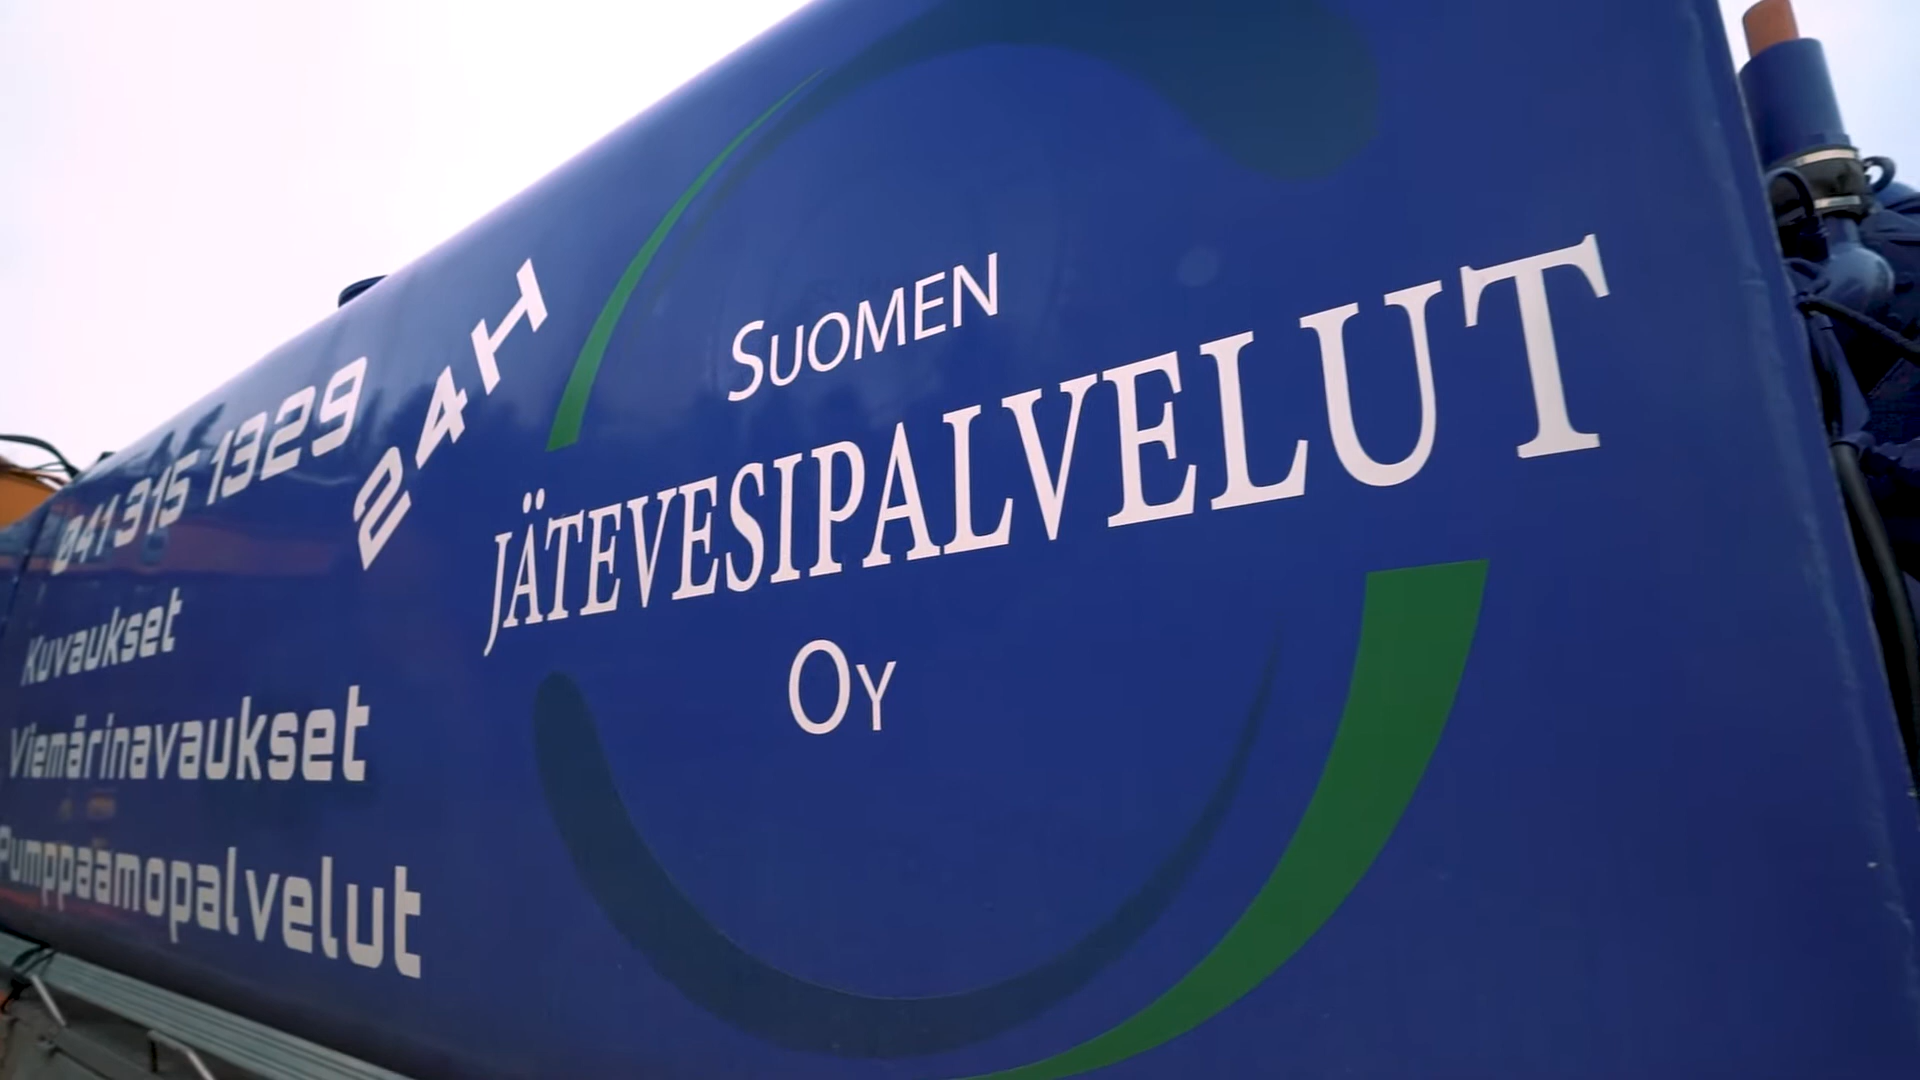 041 315 1329
24H
Kuvaukset
Viemärinavaukset
Pumppaamopalvelut
SUOMEN
JÄTEVESIPALVELUT
OY